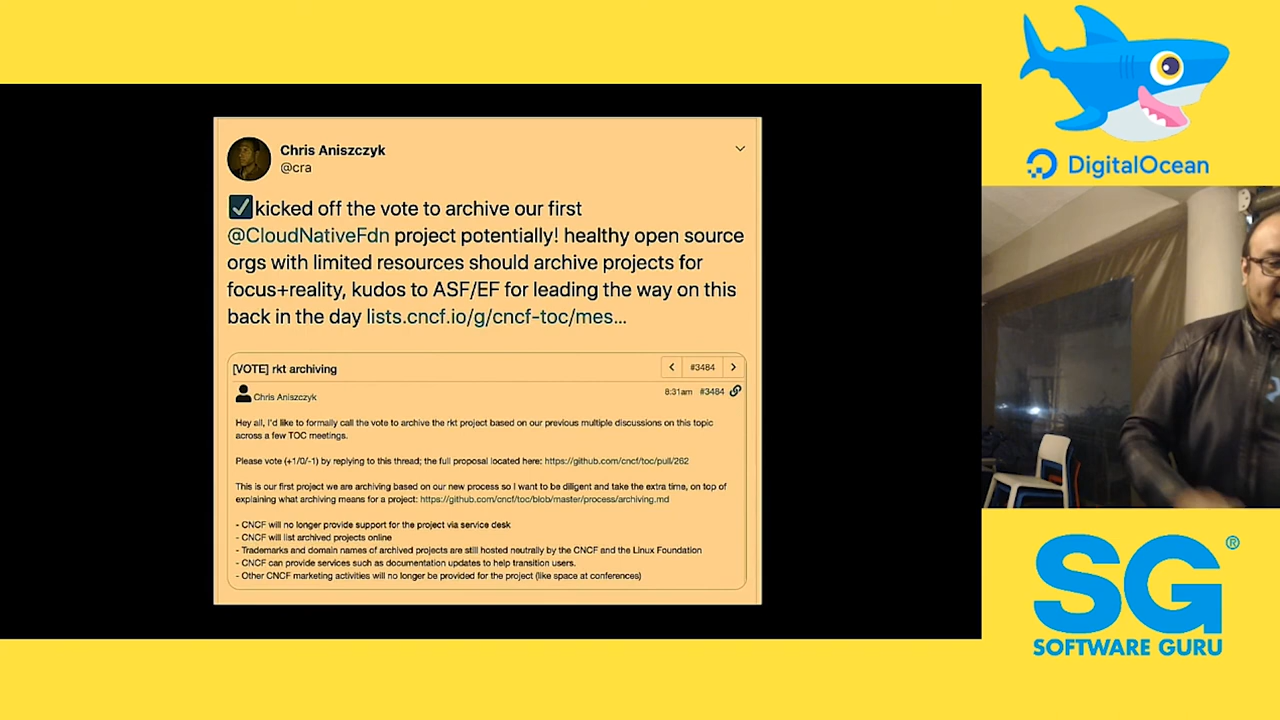 Chris Aniszczyk
@cra
kicked off the vote to archive our first
@CloudNativeFdn project potentially! healthy open source
orgs with limited resources should archive projects for
focus+reality, kudos to ASF/EF for leading the way on this
back in the day lists.cncf.io/g/cncf-toc/mes...
[VOTE] rkt archiving
#3484
Chris Aniszczyk
8:31am #3484
Hey all, I'd like to formally call the vote to archive the rkt project based on our previous multiple discussions on this topic
across a few TOC meetings.
Please vote (+1/0/-1) by replying to this thread; the full proposal located here: https://github.com/cncf/toc/pull/262
This is our first project we are archiving based on our new process so I want to be diligent and take the extra time, on top of
explaining what archiving means for a project: https://github.com/cncf/toc/blob/master/process/archiving.md
- CNCF will no longer provide support for the project via service desk
- CNCF will list archived projects online
- Trademarks and domain names of archived projects are still hosted neutrally by the CNCF and the Linux Foundation
- CNCF can provide services such as documentation updates to help transition users.
- Other CNCF marketing activities will no longer be provided for the project (like space at conferences)
DigitalOcean
SG®
SOFTWARE GURU